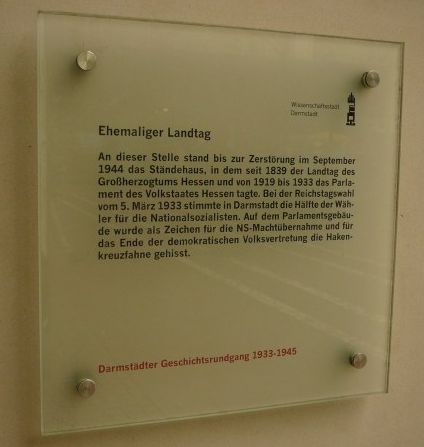 Wissenschaftsstadt
Darmstadt
Ehemaliger Landtag
An dieser Stelle stand bis zur Zerstörung im September
1944 das Ständehaus, in dem seit 1839 der Landtag des
Großherzogtums Hessen und von 1919 bis 1933 das Parla-
ment des Volksstaates Hessen tagte. Bei der Reichstagswahl
vom 5. März 1933 stimmte in Darmstadt die Hälfte der Wäh-
ler für die Nationalsozialisten. Auf dem Parlamentsgebäu-
de wurde als Zeichen für die NS-Machtübernahme und für
das Ende der demokratischen Volksvertretung die Haken-
kreuzfahne gehisst.
Darmstädter Geschichtsrundgang 1933-1945